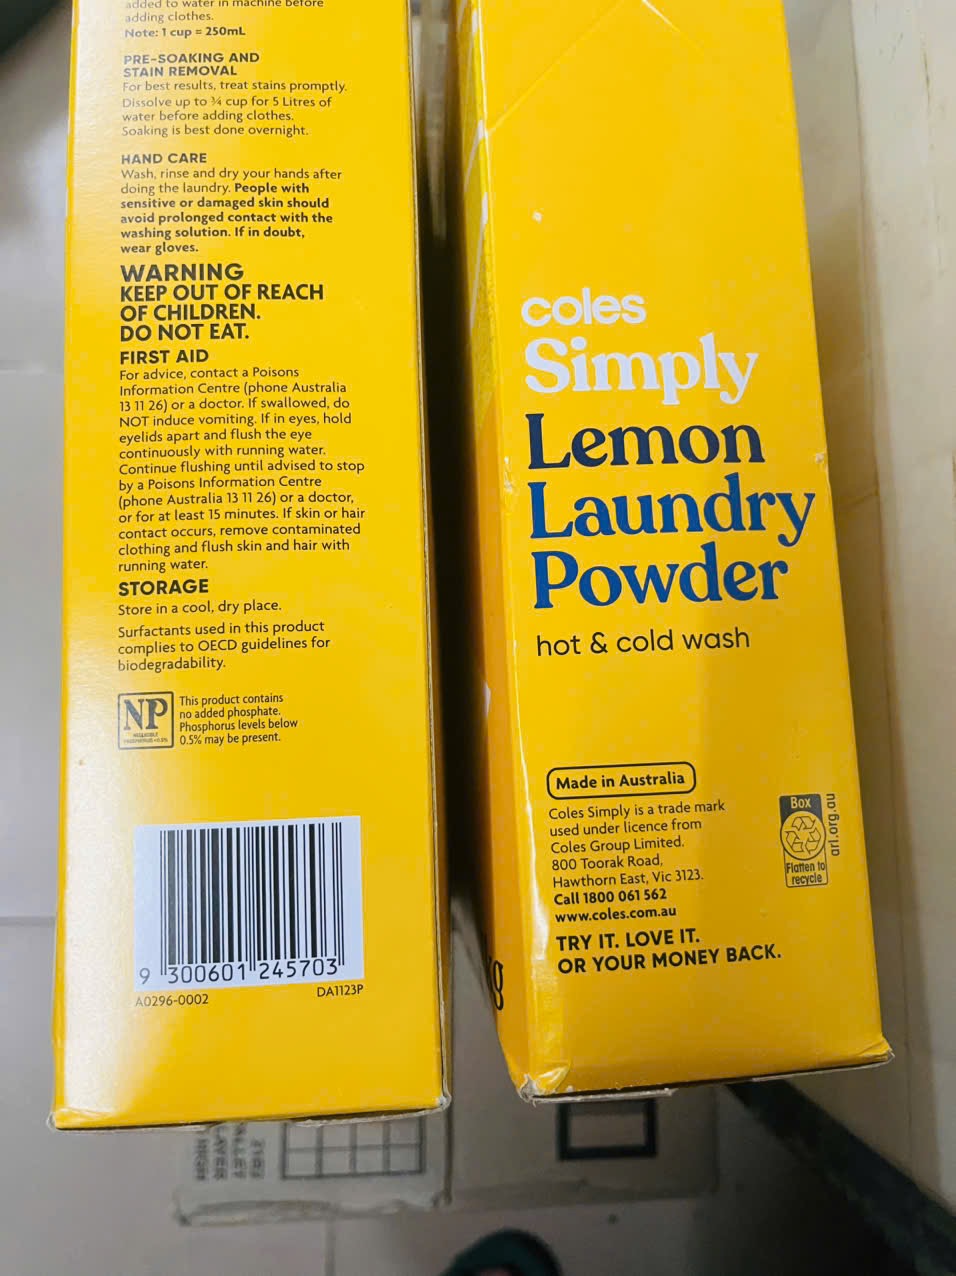 added to water in machine before
adding clothes.
Note: 1 cup = 250mL
PRE-SOAKING AND
STAIN REMOVAL
For best results, treat stains promptly.
Dissolve up to ¾ cup for 5 Litres of
water before adding clothes.
Soaking is best done overnight.
HAND CARE
Wash, rinse and dry your hands after
doing the laundry. People with
sensitive or damaged skin should
avoid prolonged contact with the
washing solution. If in doubt,
wear gloves.
WARNING
KEEP OUT OF REACH
OF CHILDREN.
DO NOT EAT.
FIRST AID
For advice, contact a Poisons
Information Centre (phone Australia
13 11 26) or a doctor. If swallowed, do
NOT induce vomiting. If in eyes, hold
eyelids apart and flush the eye
continuously with running water.
Continue flushing until advised to stop
by a Poisons Information Centre
(phone Australia 13 11 26) or a doctor,
or for at least 15 minutes. If skin or hair
contact occurs, remove contaminated
clothing and flush skin and hair with
running water.
STORAGE
Store in a cool, dry place.
Surfactants used in this product
complies to OECD guidelines for
biodegradability.
NP
This product contains
no added phosphate.
Phosphorus levels below
0.5% may be present.
9 300601 245703
A0296-0002
DA1123P
coles
Simply
Lemon
Laundry
Powder
hot & cold wash
Made in Australia
Coles Simply is a trade mark
used under licence from
Coles Group Limited.
800 Toorak Road,
Hawthorn East, Vic 3123.
Call 1800 061 562
www.coles.com.au
TRY IT. LOVE IT.
OR YOUR MONEY BACK.
Box
Flatten to
recycle
arl.org.au